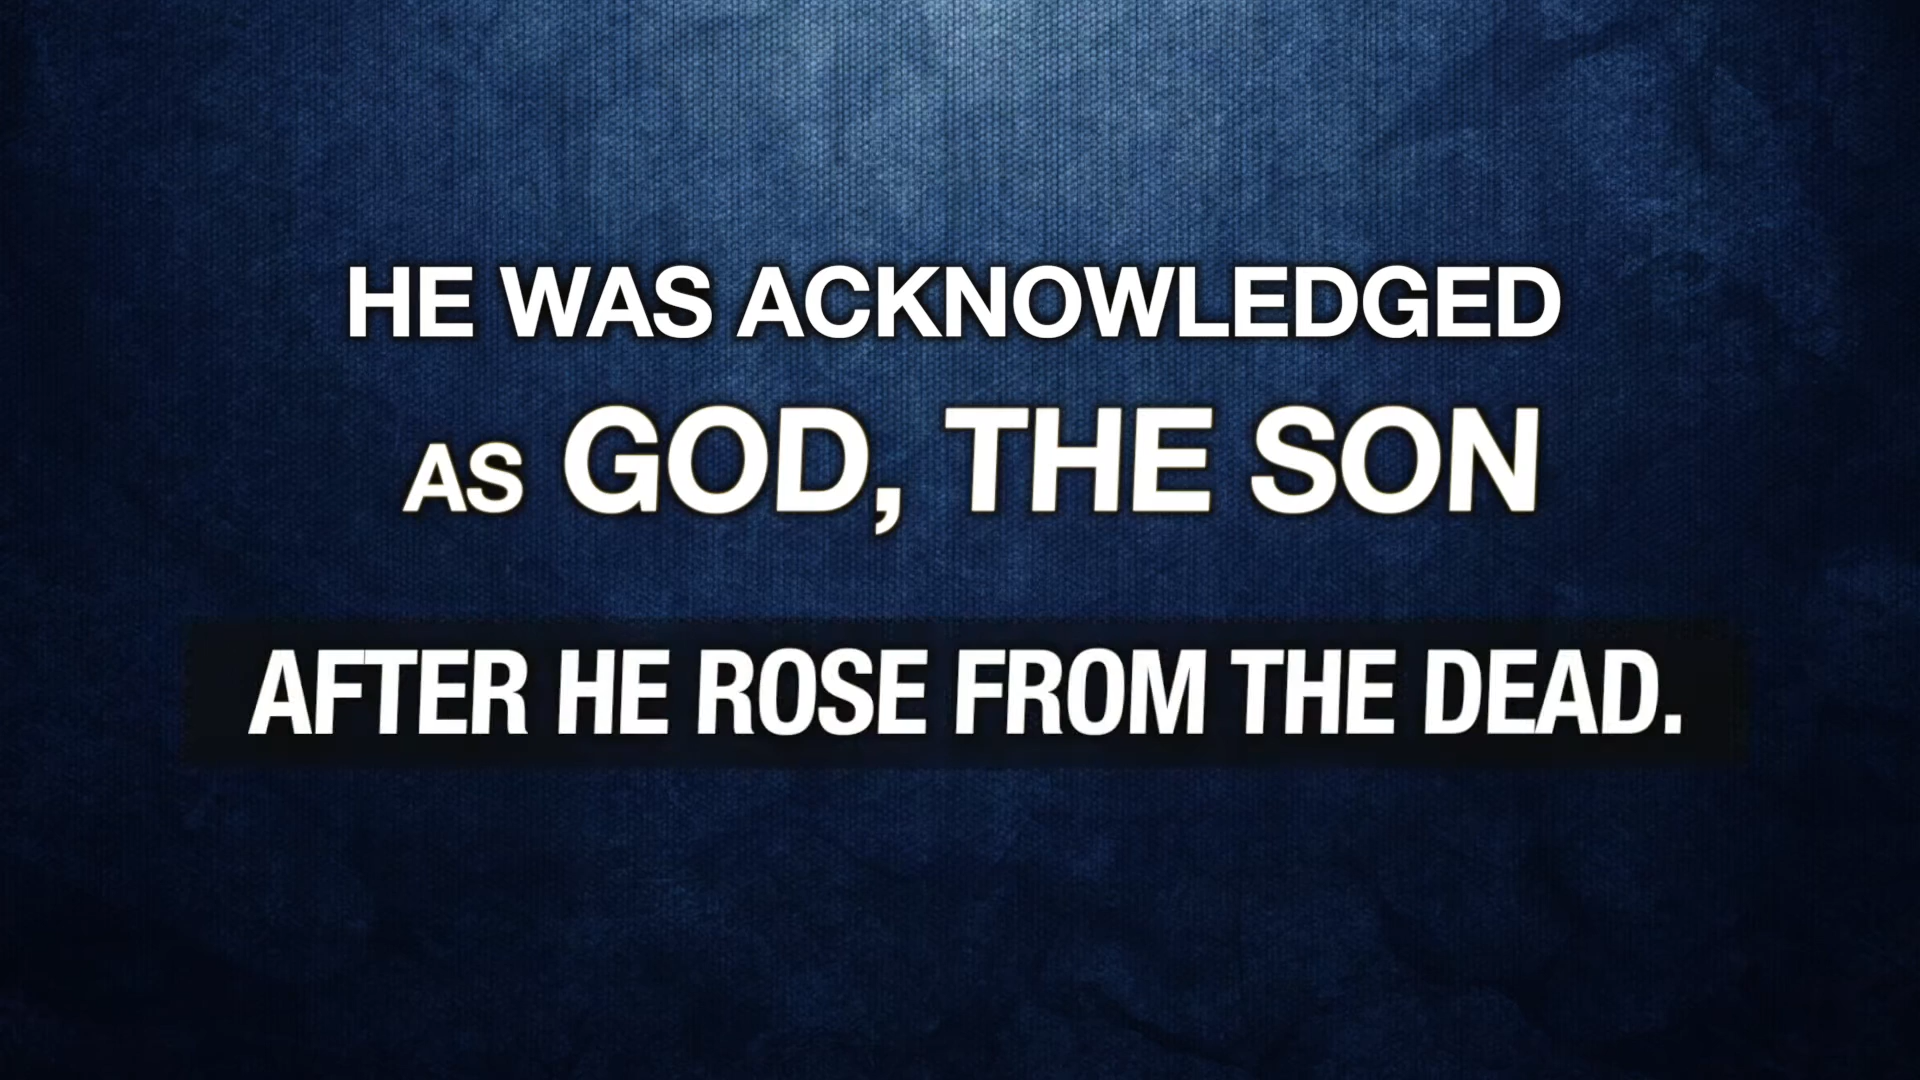 HE WAS ACKNOWLEDGED
AS GOD, THE SON
AFTER HE ROSE FROM THE DEAD.